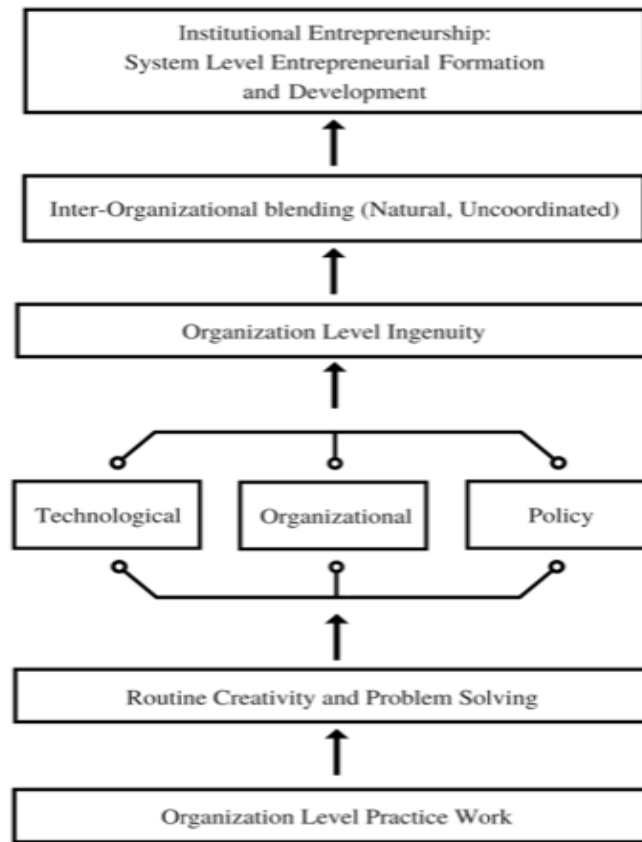 Institutional Entrepreneurship:
System Level Entrepreneurial Formation
and Development
Inter-Organizational blending (Natural, Uncoordinated)
Organization Level Ingenuity
Technological
Organizational
Policy
Routine Creativity and Problem Solving
Organization Level Practice Work